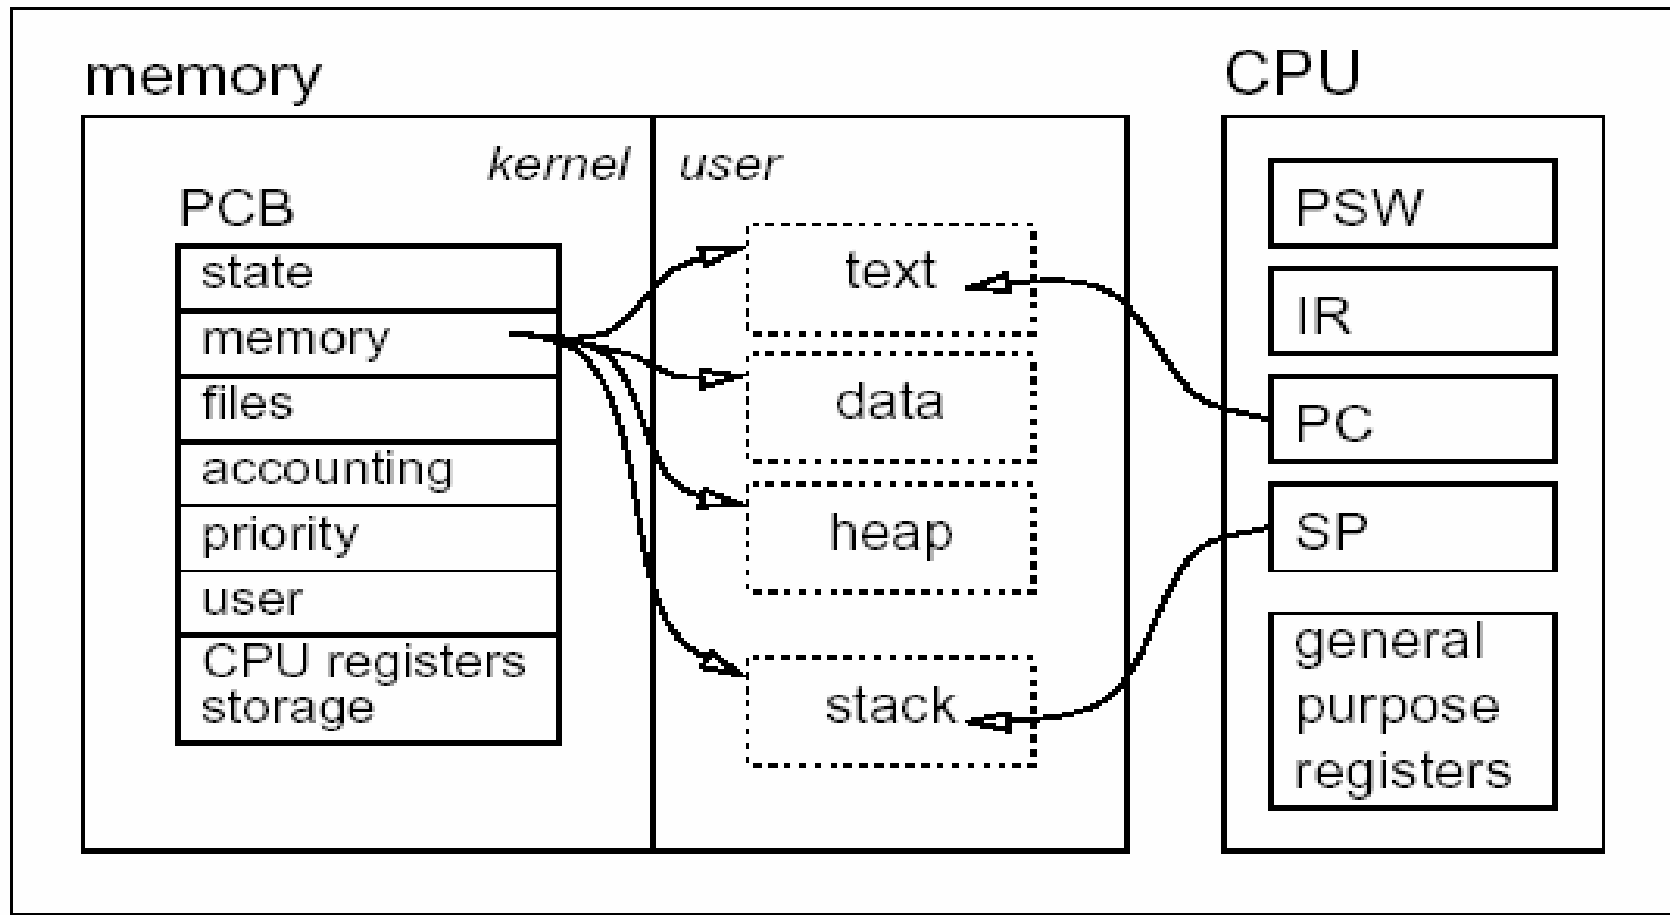 memory
kernel
PCB
state
memory
files
accounting
priority
user
CPU registers
storage
user
text
data
heap
stack
CPU
PSW
IR
PC
SP
general
purpose
registers